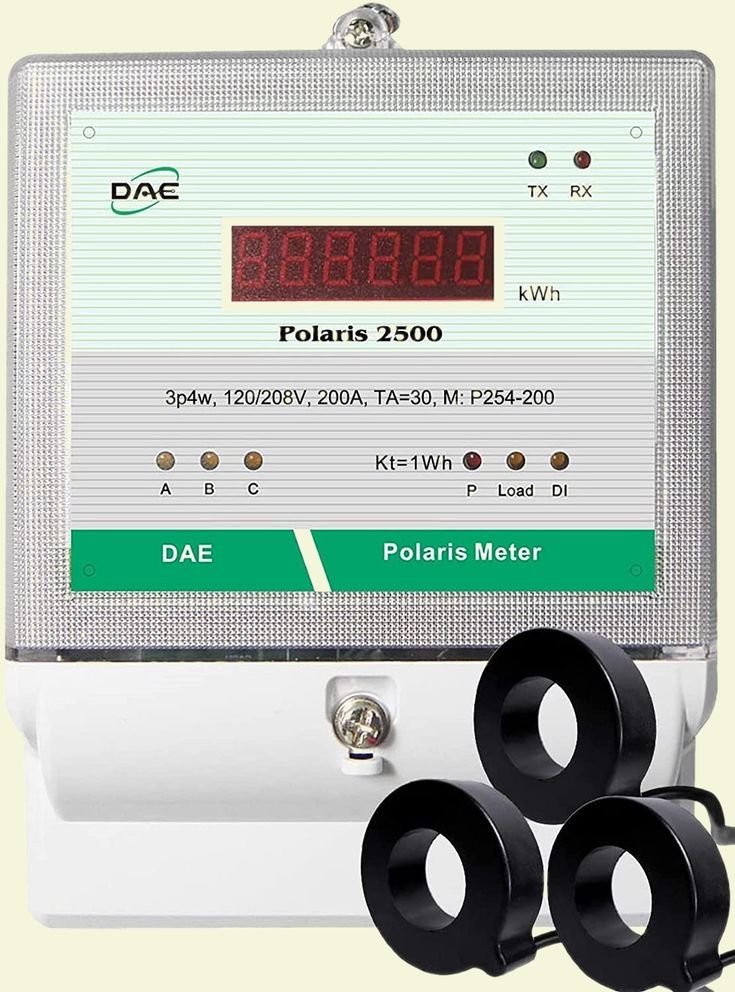 DAE
TX RX
kWh
Polaris 2500
3p4w, 120/208V, 200A, TA=30, M: P254-200
Kt=1Wh
A B C
P Load DI
DAE
Polaris Meter